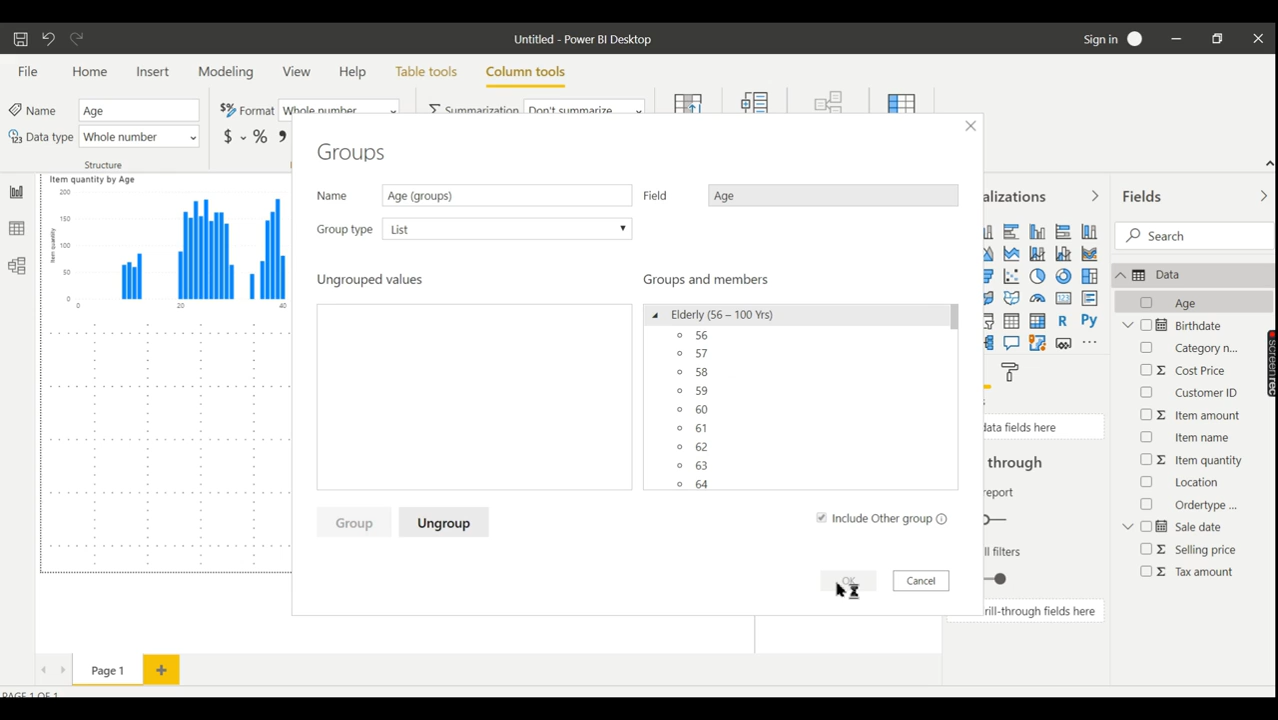 Untitled - Power BI Desktop
Sign in
File Home Insert Modeling View Help Table tools Column tools
Name Age
Format Whole number
Summarization Don't summarize
Data type Whole number
$ % 9
Structure
Groups
Name Age (groups)
Field Age
Group type List
Ungrouped values
Groups and members
Elderly (56 – 100 Yrs)
56
57
58
59
60
61
62
63
64
Group Ungroup
Include Other group
OK Cancel
Item quantity by Age
200
150
100
50
0
Item quantity
0 20 40
alizations
R Py
data fields here
through
report
ll filters
rill-through fields here
Fields
Search
Data
Age
Birthdate
Category n...
Cost Price
Customer ID
Item amount
Item name
Item quantity
Location
Ordertype ...
Sale date
Selling price
Tax amount
screenrec
Page 1 +
PAGE 1 OF 1